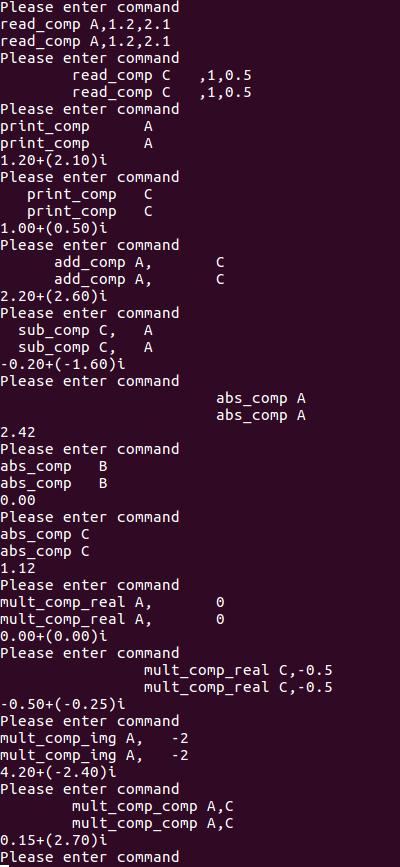 Please enter command
read_comp A,1.2,2.1
read_comp A,1.2,2.1
Please enter command
        read_comp C   ,1,0.5
        read_comp C   ,1,0.5
Please enter command
print_comp      A
print_comp      A
1.20+(2.10)i
Please enter command
   print_comp   C
   print_comp   C
1.00+(0.50)i
Please enter command
      add_comp A,       C
      add_comp A,       C
2.20+(2.60)i
Please enter command
  sub_comp C,   A
  sub_comp C,   A
-0.20+(-1.60)i
Please enter command
                        abs_comp A
                        abs_comp A
2.42
Please enter command
abs_comp   B
abs_comp   B
0.00
Please enter command
abs_comp C
abs_comp C
1.12
Please enter command
mult_comp_real A,       0
mult_comp_real A,       0
0.00+(0.00)i
Please enter command
                mult_comp_real C,-0.5
                mult_comp_real C,-0.5
-0.50+(-0.25)i
Please enter command
mult_comp_img A,   -2
mult_comp_img A,   -2
4.20+(-2.40)i
Please enter command
        mult_comp_comp A,C
        mult_comp_comp A,C
0.15+(2.70)i
Please enter command